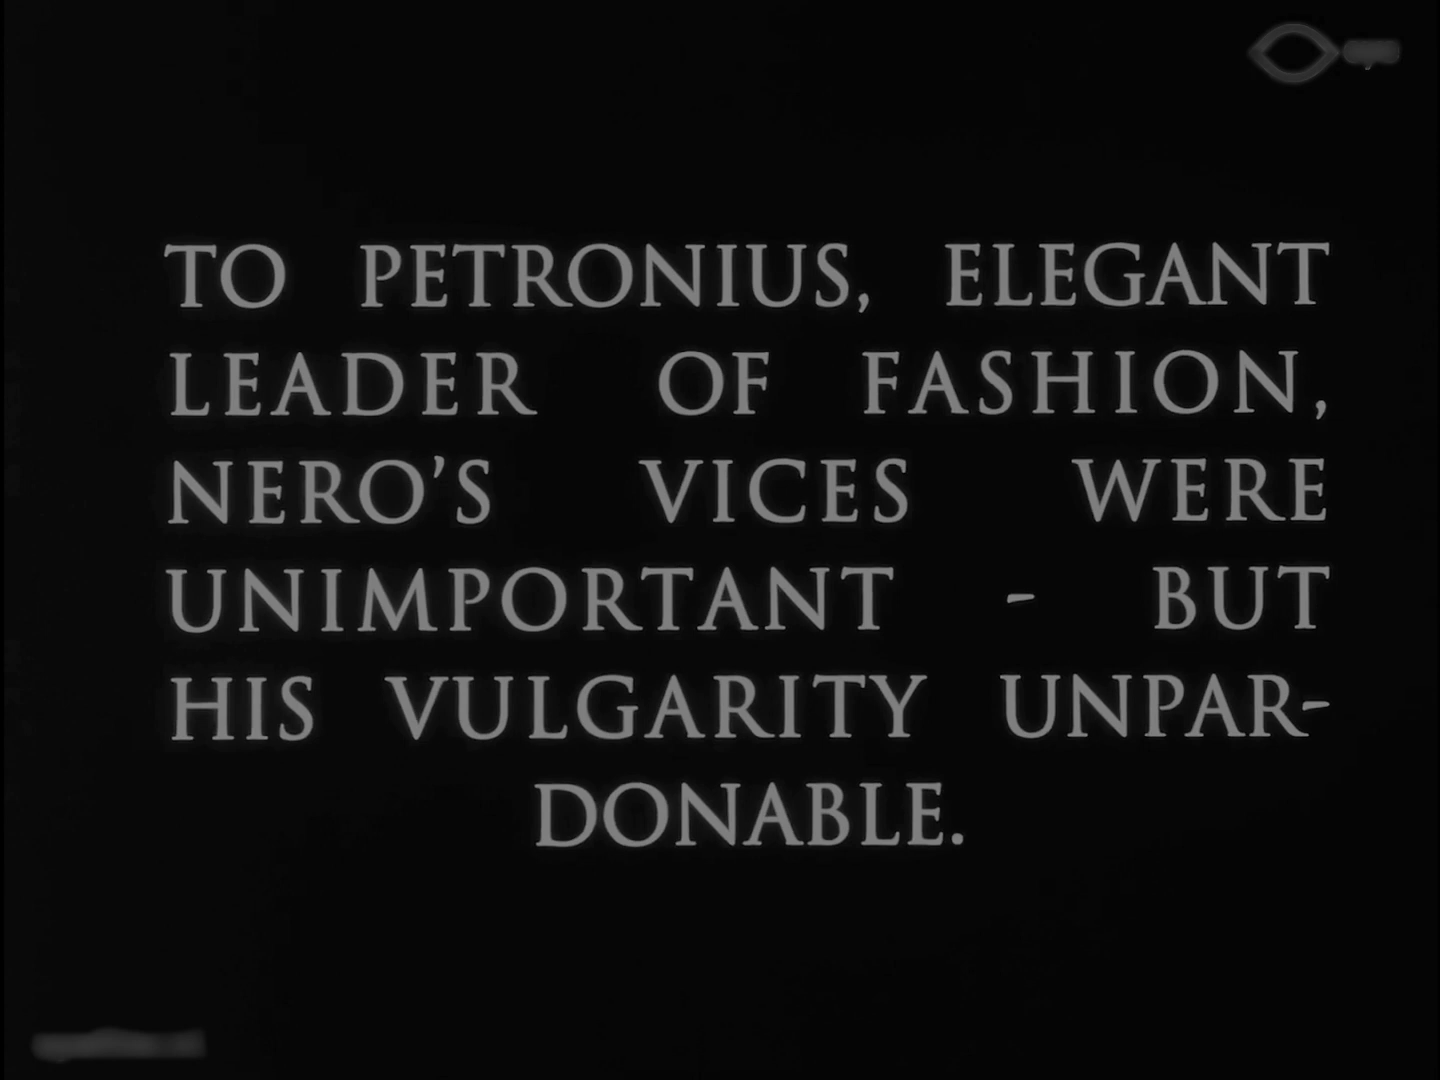 TO PETRONIUS, ELEGANT
LEADER OF FASHION,
NERO'S VICES WERE
UNIMPORTANT - BUT
HIS VULGARITY UNPAR-
DONABLE.